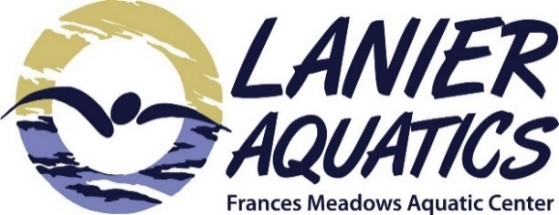 LANIER
AQUATICS
Frances Meadows Aquatic Center